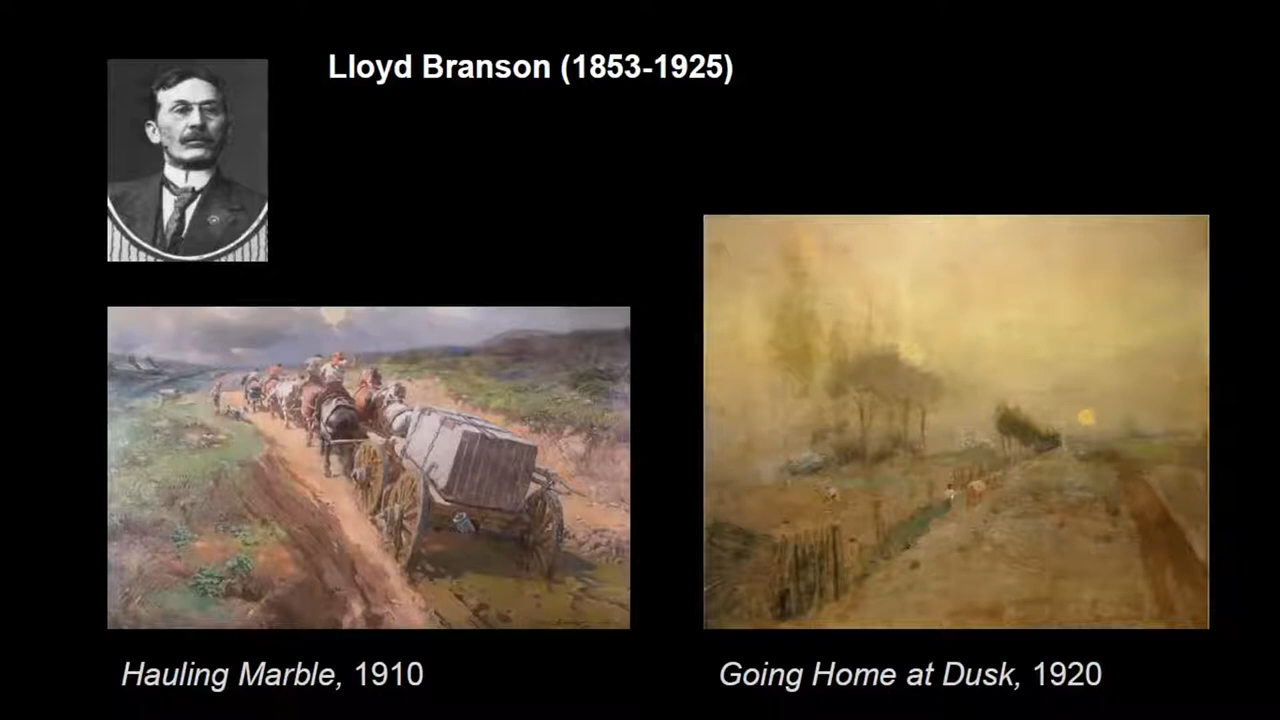 Lloyd Branson (1853-1925)
Hauling Marble, 1910
Going Home at Dusk, 1920